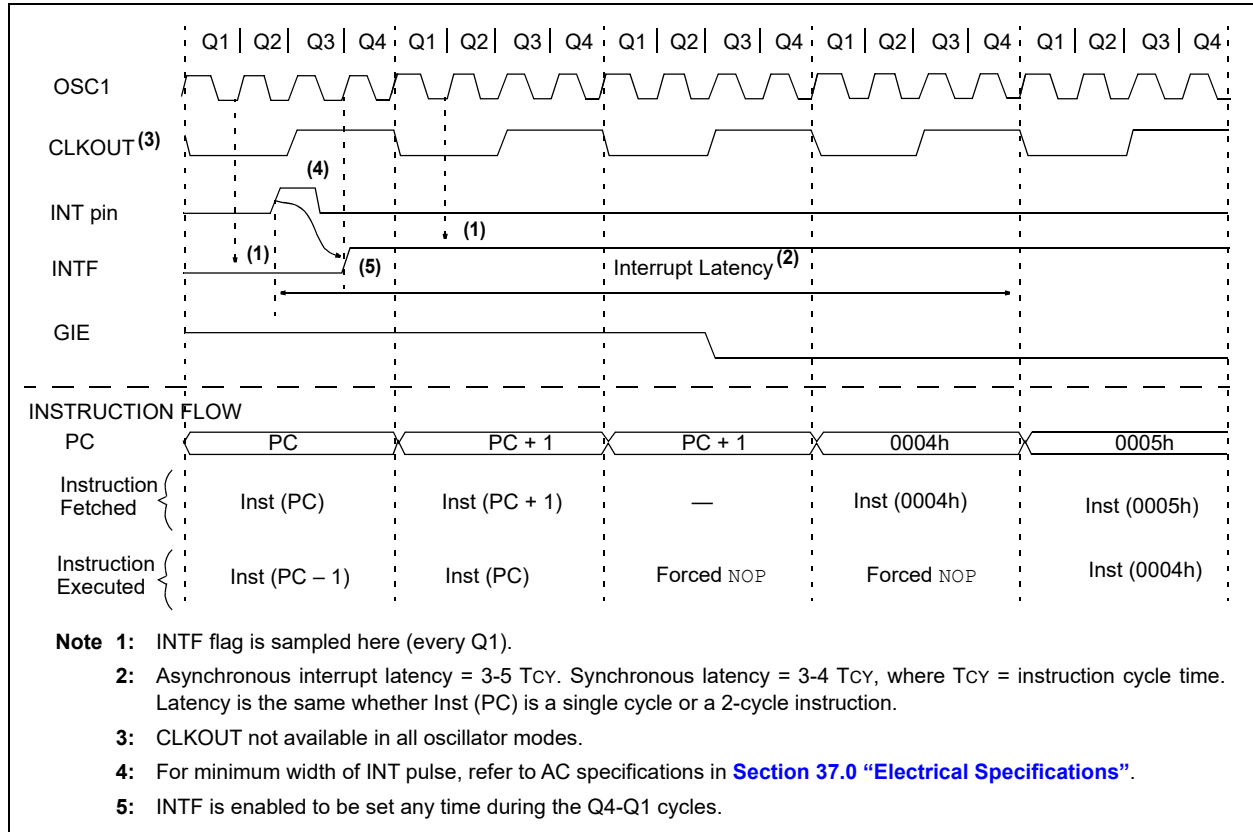 Q1 Q2 Q3 Q4 Q1 Q2 Q3 Q4 Q1 Q2 Q3 Q4 Q1 Q2 Q3 Q4 Q1 Q2 Q3 Q4
OSC1
CLKOUT (3)
(4)
INT pin
(1) (1)
INTF (5) Interrupt Latency (2)
GIE
INSTRUCTION FLOW
PC PC PC + 1 PC + 1 0004h 0005h
Instruction
Fetched
Inst (PC) Inst (PC + 1) — Inst (0004h) Inst (0005h)
Instruction
Executed
Inst (PC – 1) Inst (PC) Forced NOP Forced NOP Inst (0004h)
Note 1: INTF flag is sampled here (every Q1).
2: Asynchronous interrupt latency = 3-5 TCY. Synchronous latency = 3-4 TCY, where TCY = instruction cycle time.
Latency is the same whether Inst (PC) is a single cycle or a 2-cycle instruction.
3: CLKOUT not available in all oscillator modes.
4: For minimum width of INT pulse, refer to AC specifications in Section 37.0 “Electrical Specifications”.
5: INTF is enabled to be set any time during the Q4-Q1 cycles.